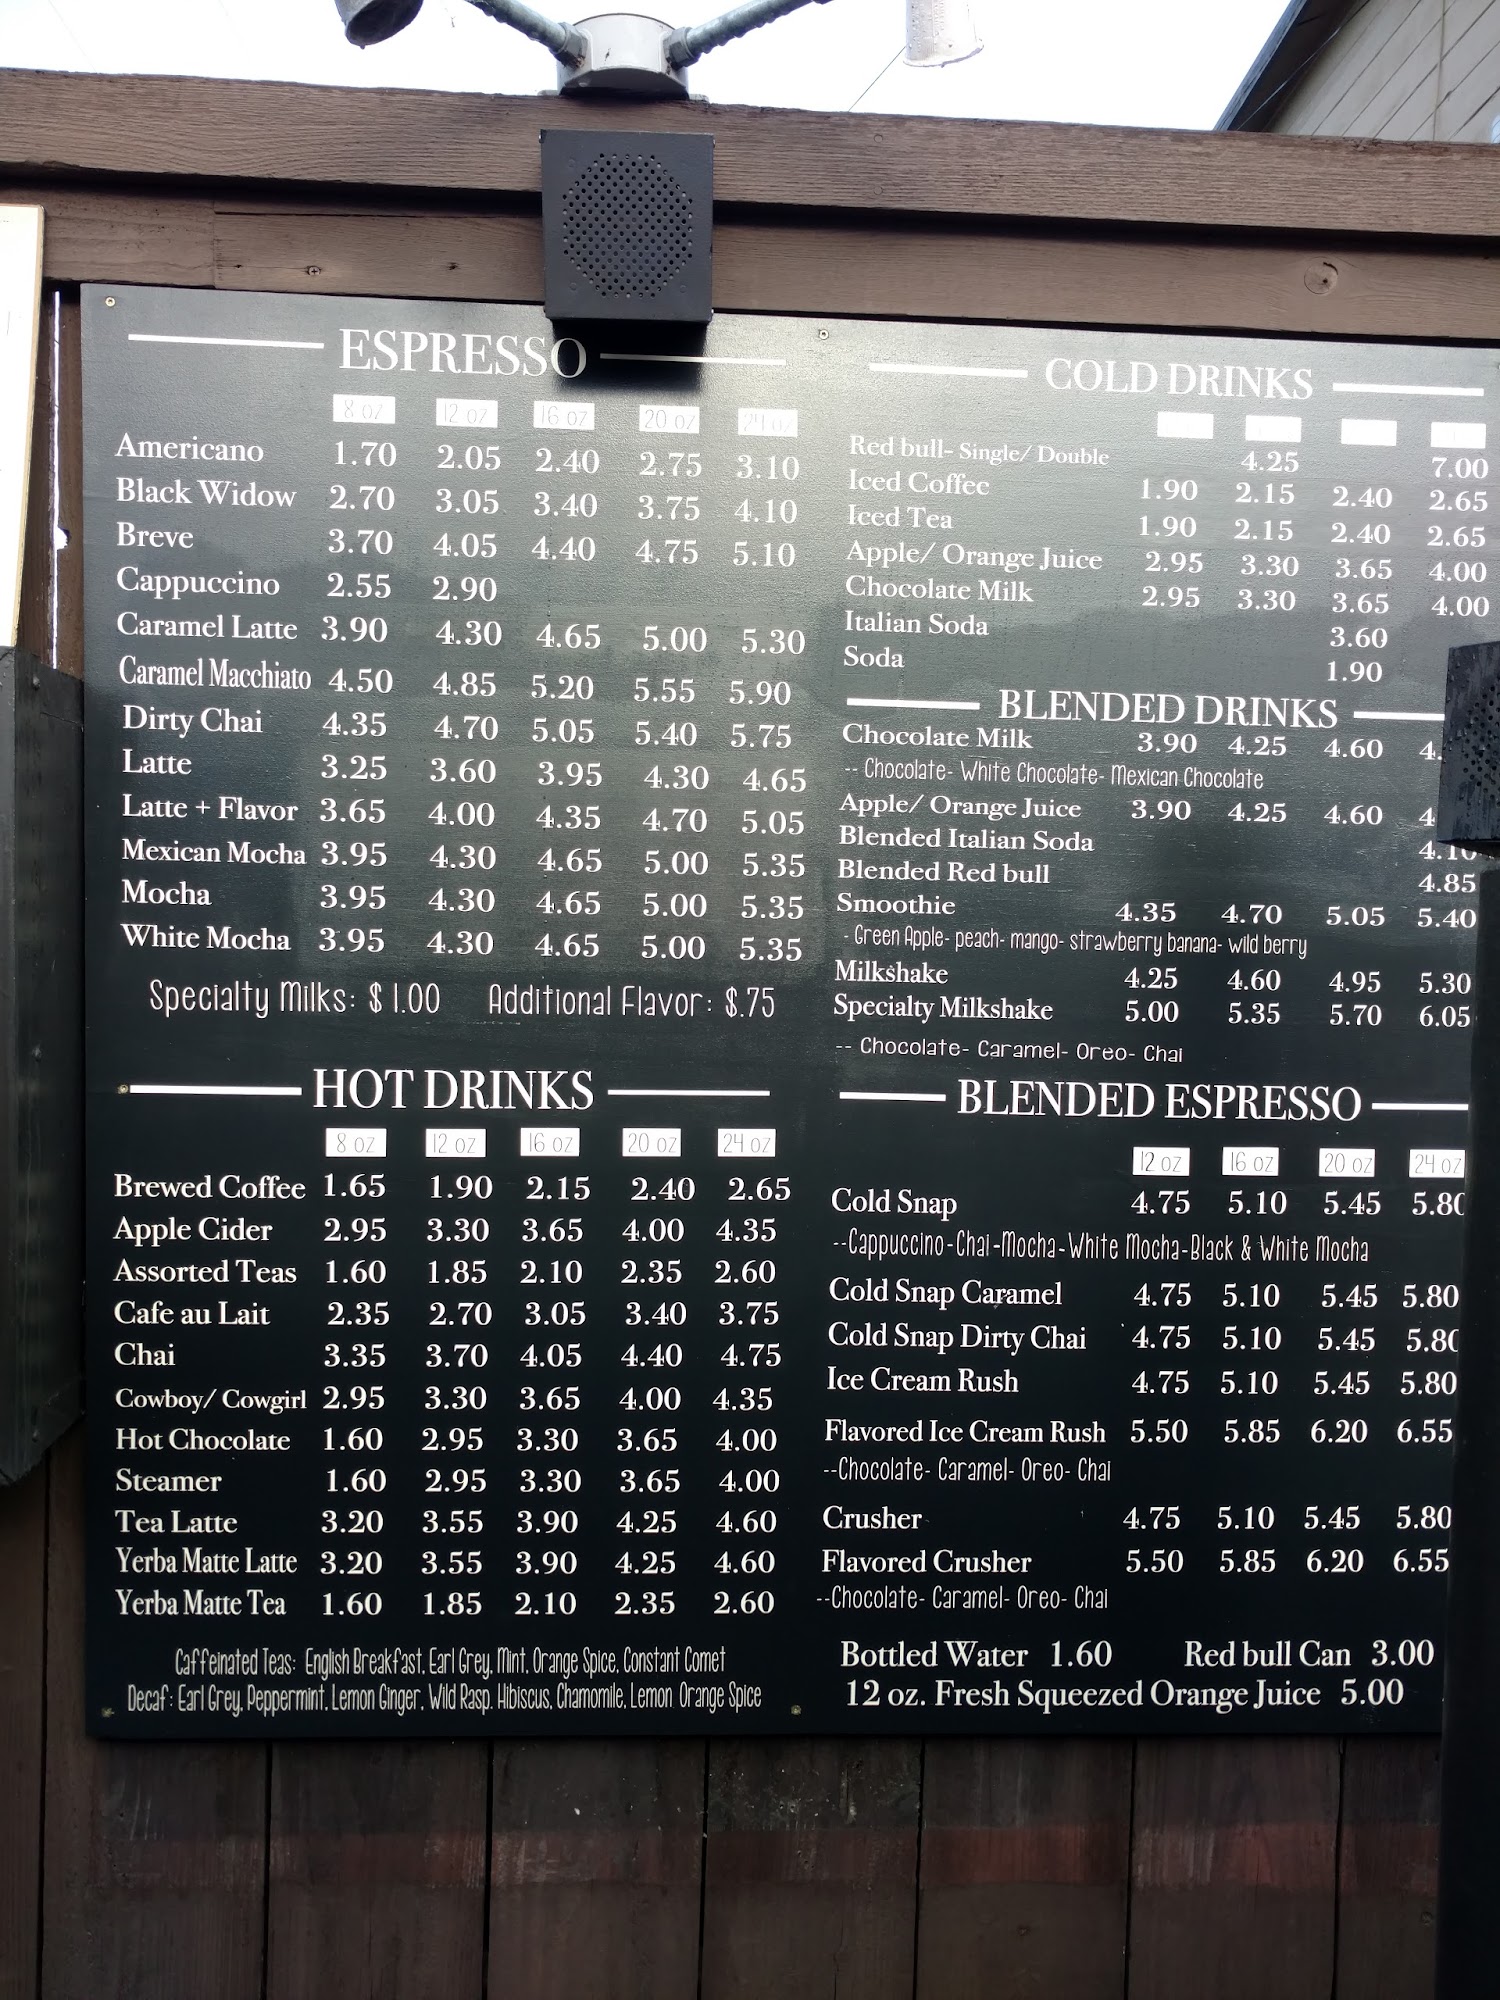 ESPRESSO
8 oz 12 oz 16 oz 20 oz 24 oz
Americano 1.70 2.05 2.40 2.75 3.10
Black Widow 2.70 3.05 3.40 3.75 4.10
Breve 3.70 4.05 4.40 4.75 5.10
Cappuccino 2.55 2.90
Caramel Latte 3.90 4.30 4.65 5.00 5.30
Caramel Macchiato 4.50 4.85 5.20 5.55 5.90
Dirty Chai 4.35 4.70 5.05 5.40 5.75
Latte 3.25 3.60 3.95 4.30 4.65
Latte + Flavor 3.65 4.00 4.35 4.70 5.05
Mexican Mocha 3.95 4.30 4.65 5.00 5.35
Mocha 3.95 4.30 4.65 5.00 5.35
White Mocha 3.95 4.30 4.65 5.00 5.35
Specialty Milks: $ 1.00 Additional Flavor: $.75
HOT DRINKS
8 oz 12 oz 16 oz 20 oz 24 oz
Brewed Coffee 1.65 1.90 2.15 2.40 2.65
Apple Cider 2.95 3.30 3.65 4.00 4.35
Assorted Teas 1.60 1.85 2.10 2.35 2.60
Cafe au Lait 2.35 2.70 3.05 3.40 3.75
Chai 3.35 3.70 4.05 4.40 4.75
Cowboy/ Cowgirl 2.95 3.30 3.65 4.00 4.35
Hot Chocolate 1.60 2.95 3.30 3.65 4.00
Steamer 1.60 2.95 3.30 3.65 4.00
Tea Latte 3.20 3.55 3.90 4.25 4.60
Yerba Matte Latte 3.20 3.55 3.90 4.25 4.60
Yerba Matte Tea 1.60 1.85 2.10 2.35 2.60
Caffeinated Teas: English Breakfast, Earl Grey, Mint, Orange Spice, Constant Comet
Decaf: Earl Grey, Peppermint, Lemon Ginger, Wild Rasp. Hibiscus, Chamomile, Lemon Orange Spice
COLD DRINKS
Red bull- Single/ Double 4.25 7.00
Iced Coffee 1.90 2.15 2.40 2.65
Iced Tea 1.90 2.15 2.40 2.65
Apple/ Orange Juice 2.95 3.30 3.65 4.00
Chocolate Milk 2.95 3.30 3.65 4.00
Italian Soda 3.60
Soda 1.90
BLENDED DRINKS
Chocolate Milk 3.90 4.25 4.60 4.
-- Chocolate- White Chocolate- Mexican Chocolate
Apple/ Orange Juice 3.90 4.25 4.60 4
Blended Italian Soda 4.10
Blended Red bull 4.85
Smoothie 4.35 4.70 5.05 5.40
- Green Apple- peach- mango- strawberry banana- wild berry
Milkshake 4.25 4.60 4.95 5.30
Specialty Milkshake 5.00 5.35 5.70 6.05
-- Chocolate- Caramel- Oreo- Chai
BLENDED ESPRESSO
12 oz 16 oz 20 oz 24 oz
Cold Snap 4.75 5.10 5.45 5.80
--Cappuccino-Chai-Mocha-White Mocha-Black & White Mocha
Cold Snap Caramel 4.75 5.10 5.45 5.80
Cold Snap Dirty Chai 4.75 5.10 5.45 5.80
Ice Cream Rush 4.75 5.10 5.45 5.80
Flavored Ice Cream Rush 5.50 5.85 6.20 6.55
--Chocolate- Caramel- Oreo- Chai
Crusher 4.75 5.10 5.45 5.80
Flavored Crusher 5.50 5.85 6.20 6.55
--Chocolate- Caramel- Oreo- Chai
Bottled Water 1.60 Red bull Can 3.00
12 oz. Fresh Squeezed Orange Juice 5.00